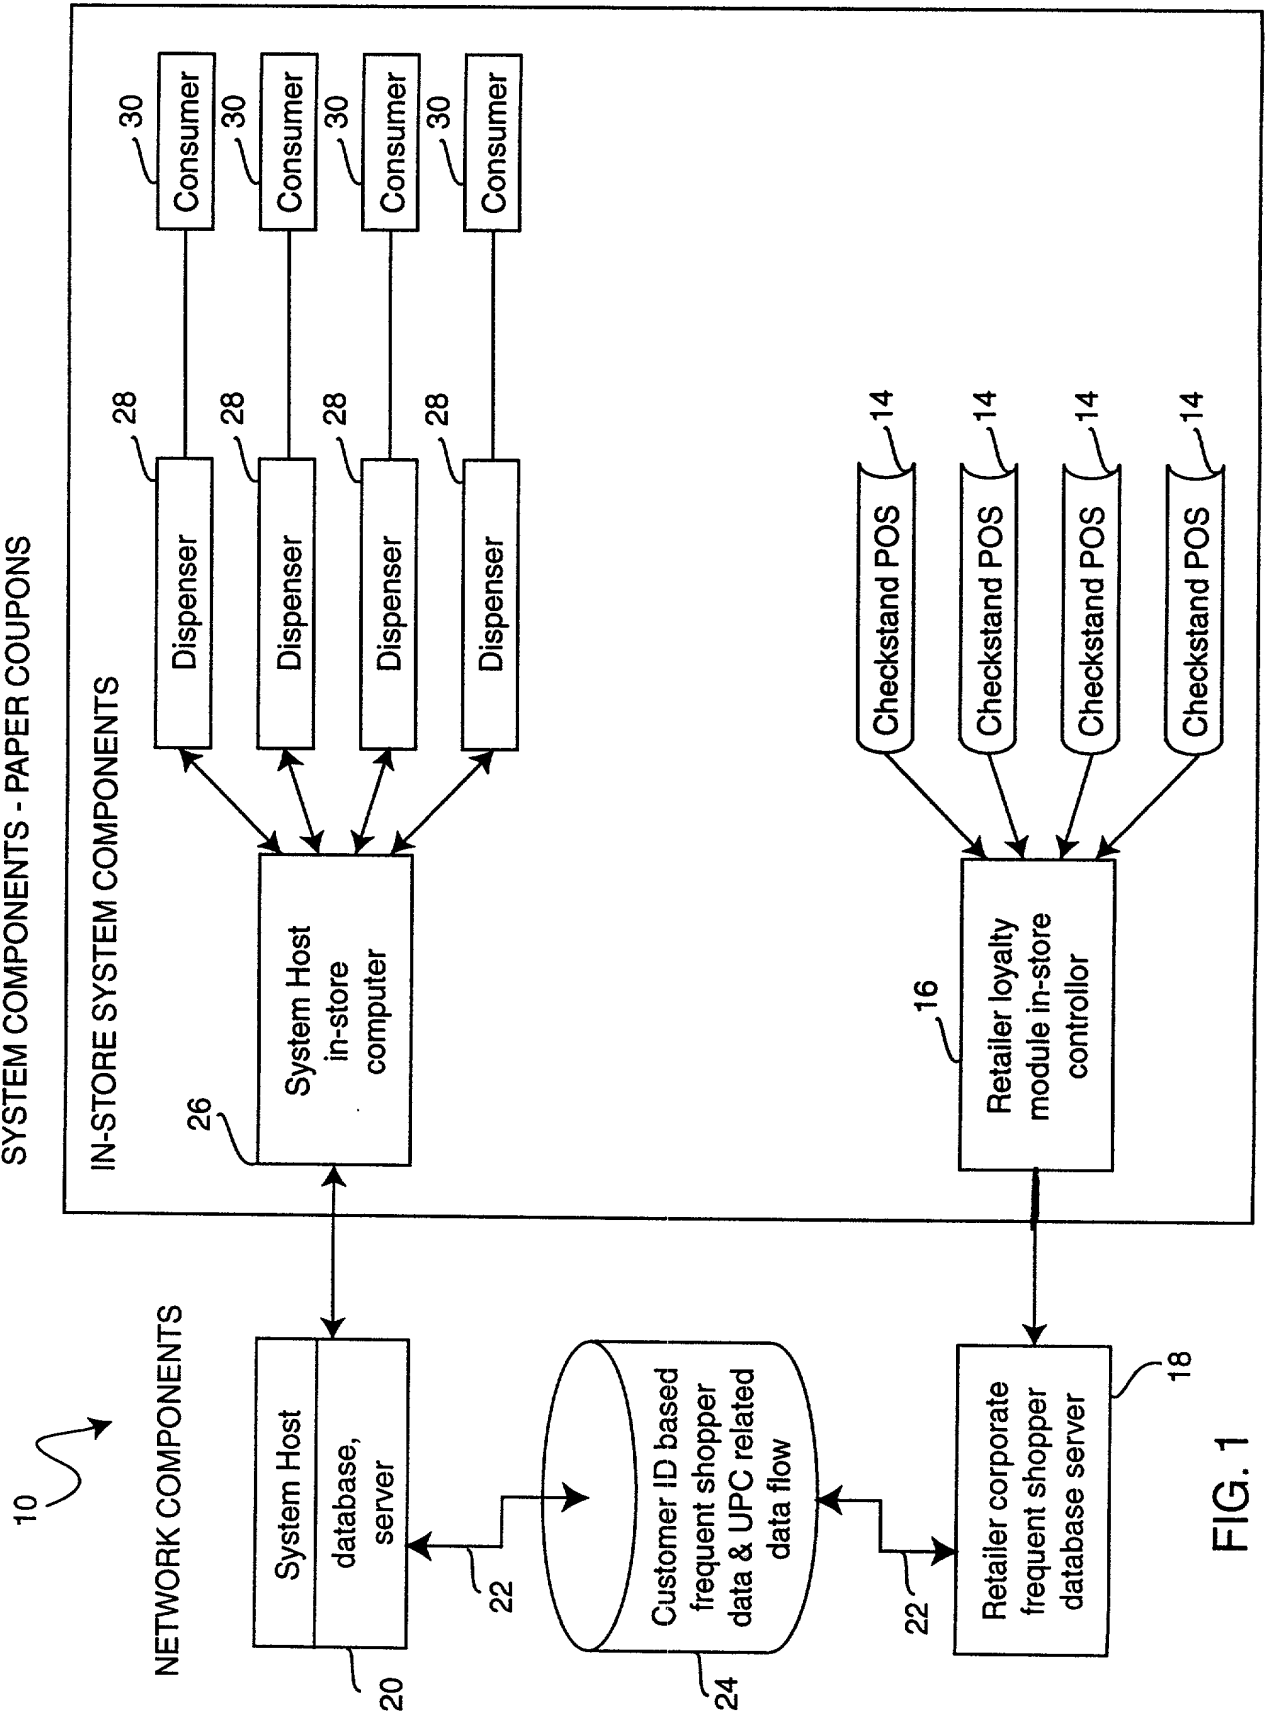 SYSTEM COMPONENTS - PAPER COUPONS
10
NETWORK COMPONENTS
IN-STORE SYSTEM COMPONENTS
20
System Host
database,
server
26
System Host
in-store
computer
28
Dispenser
30
Consumer
28
Dispenser
30
Consumer
28
Dispenser
30
Consumer
28
Dispenser
30
Consumer
22
24
Customer ID based
frequent shopper
data & UPC related
data flow
22
Retailer corporate
frequent shopper
database server
18
16
Retailer loyalty
module in-store
controllor
Checkstand POS
14
Checkstand POS
14
Checkstand POS
14
Checkstand POS
14
FIG. 1